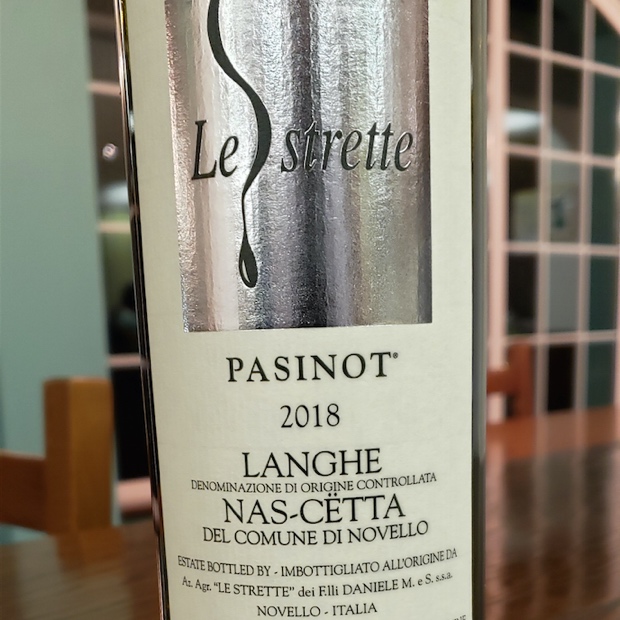 Le Strette
PASINOT®
2018
LANGHE
DENOMINAZIONE DI ORIGINE CONTROLLATA
NAS-CËTTA
DEL COMUNE DI NOVELLO
ESTATE BOTTLED BY - IMBOTTIGLIATO ALL'ORIGINE DA
Az. Agr. "LE STRETTE" dei F.lli DANIELE M. e S. s.s.a.
NOVELLO - ITALIA